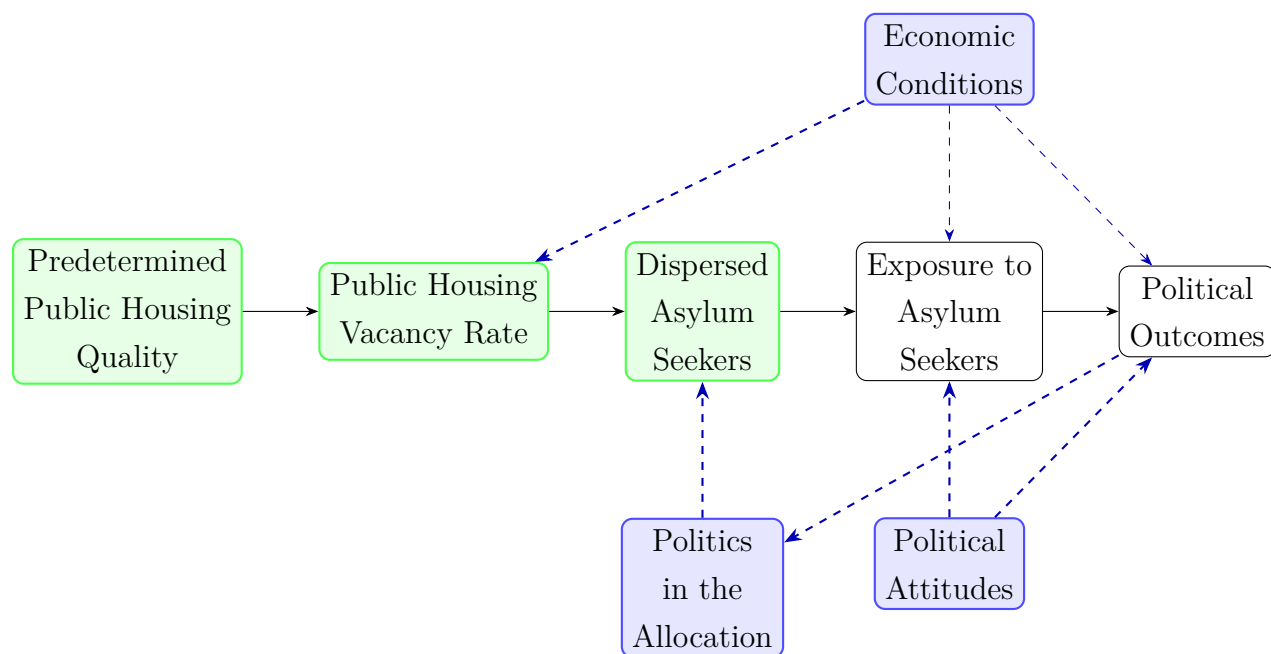 Economic
Conditions
Predetermined
Public Housing
Quality
Public Housing
Vacancy Rate
Dispersed
Asylum
Seekers
Exposure to
Asylum
Seekers
Political
Outcomes
Politics
in the
Allocation
Political
Attitudes